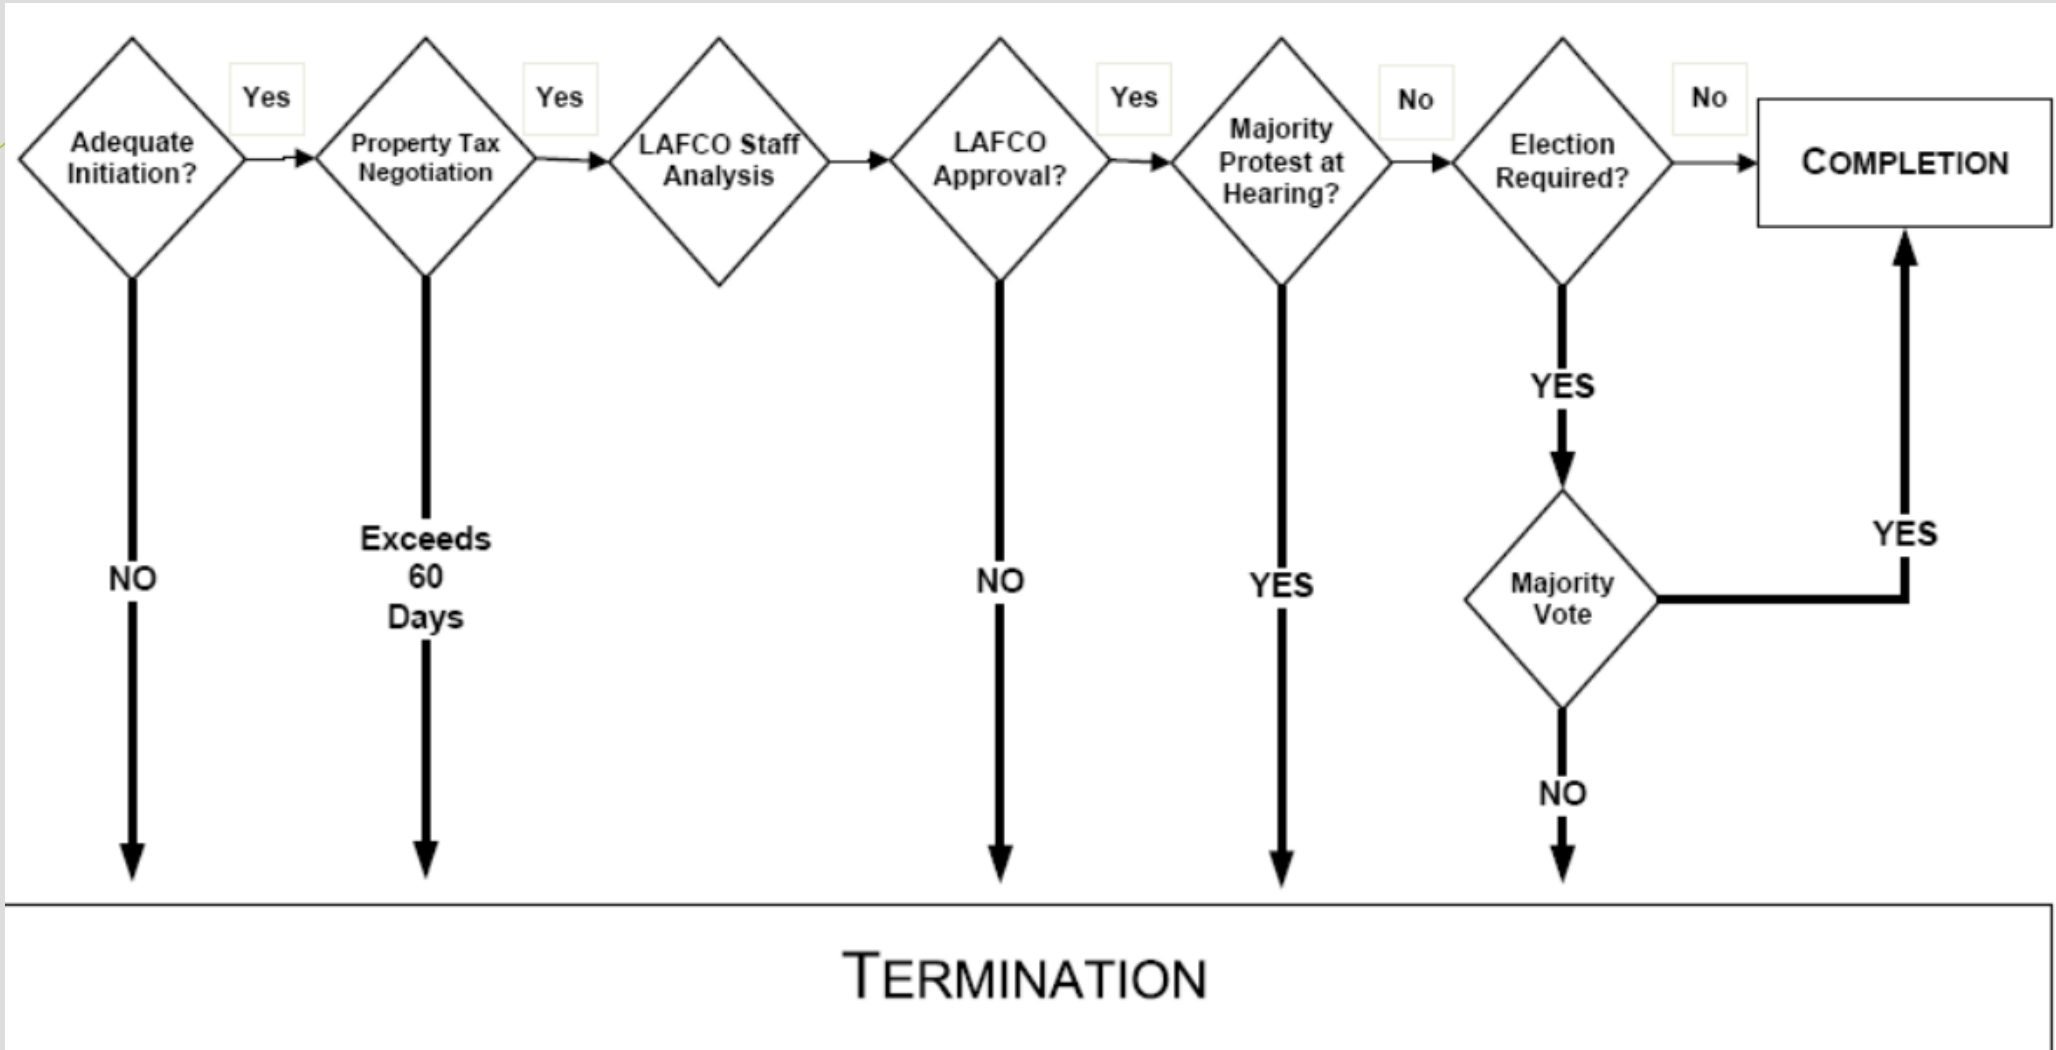 Adequate
Initiation?
Yes
Property Tax
Negotiation
Yes
LAFCO Staff
Analysis
LAFCO
Approval?
Yes
Majority
Protest at
Hearing?
No
Election
Required?
No
COMPLETION
NO
Exceeds
60
Days
NO
YES
YES
Majority
Vote
YES
NO
TERMINATION